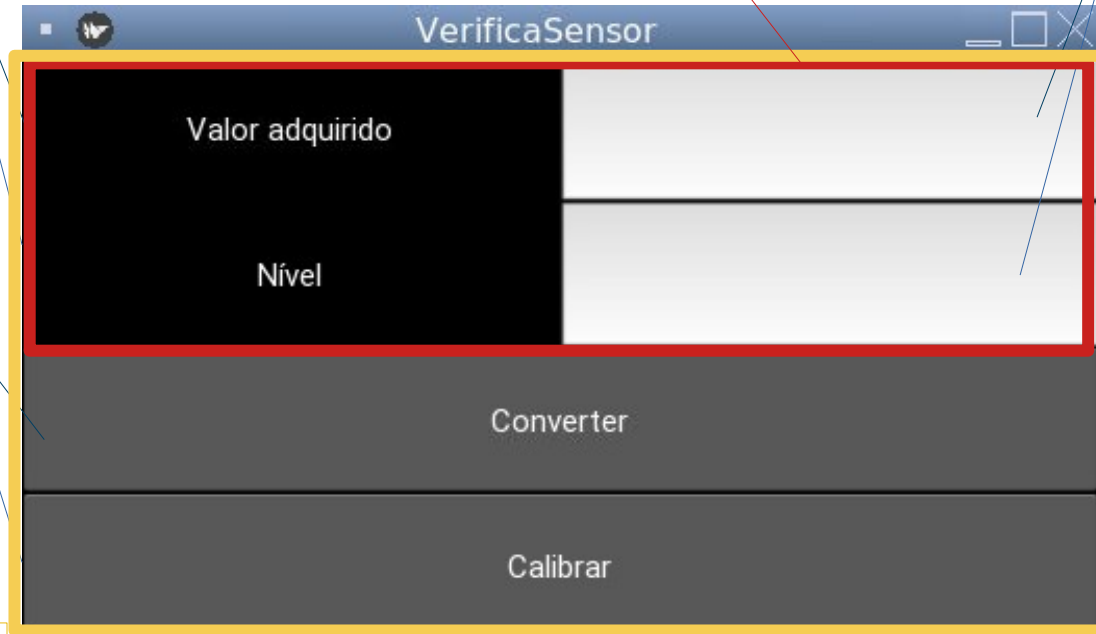 VerificaSensor
Valor adquirido
Nível
Converter
Calibrar